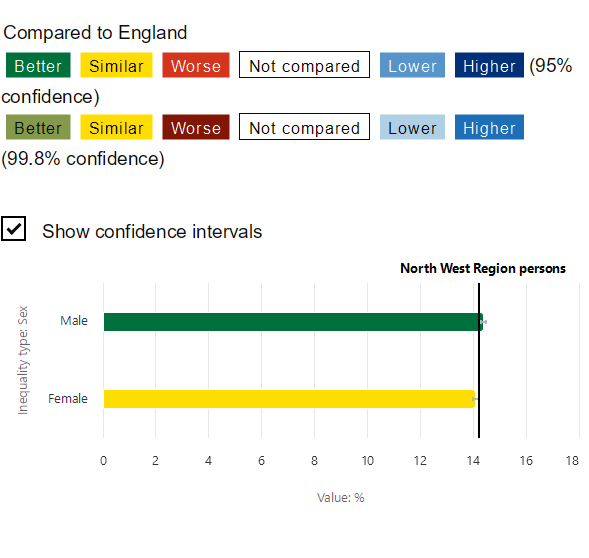 Compared to England
Better Similar Worse Not compared Lower Higher (95%
confidence)
Better Similar Worse Not compared Lower Higher
(99.8% confidence)
Show confidence intervals
North West Region persons
Inequality type: Sex
Male
Female
0 2 4 6 8 10 12 14 16 18
Value: %